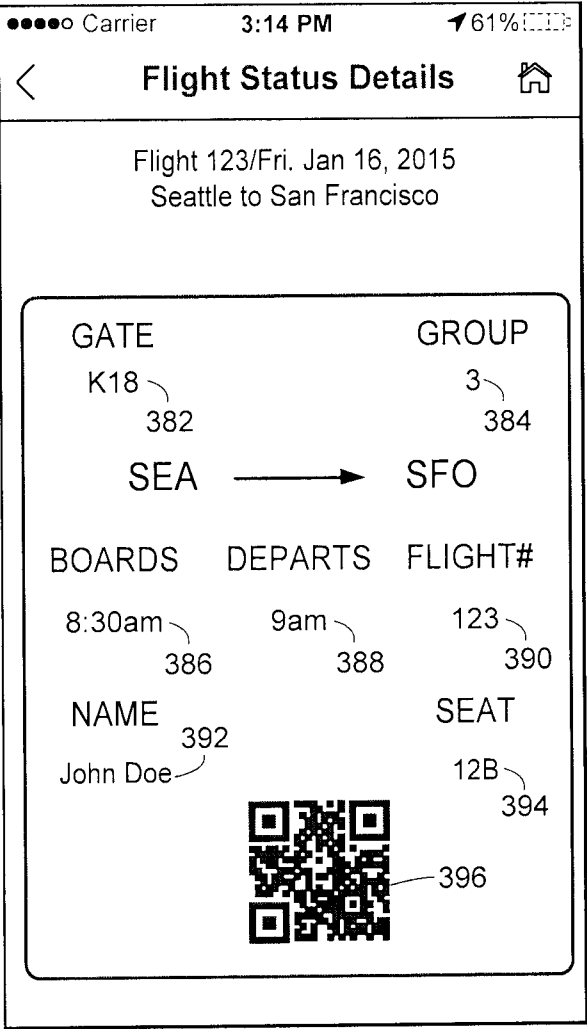 Carrier 3:14 PM 61%
Flight Status Details
Flight 123/Fri. Jan 16, 2015
Seattle to San Francisco
GATE GROUP
K18 3
382 384
SEA SFO
BOARDS DEPARTS FLIGHT#
8:30am 9am 123
386 388 390
NAME SEAT
392
John Doe 12B
394
396